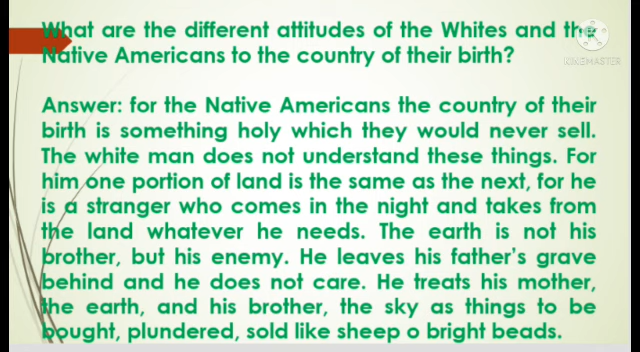 What are the different attitudes of the Whites and the
Native Americans to the country of their birth?
KINEMASTER
Answer: for the Native Americans the country of their
birth is something holy which they would never sell.
The white man does not understand these things. For
him one portion of land is the same as the next, for he
is a stranger who comes in the night and takes from
the land whatever he needs. The earth is not his
brother, but his enemy. He leaves his father's grave
behind and he does not care. He treats his mother,
the earth, and his brother, the sky as things to be
bought, plundered, sold like sheep o bright beads.